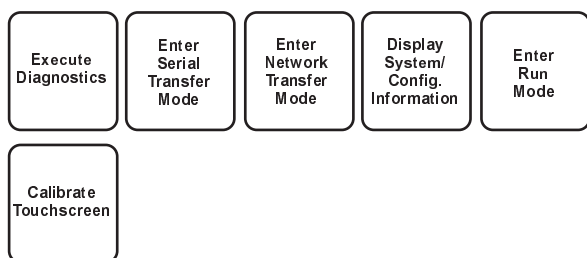 Execute
Diagnostics
Enter
Serial
Transfer
Mode
Enter
Network
Transfer
Mode
Display
System/
Config.
Information
Enter
Run
Mode
Calibrate
Touchscreen